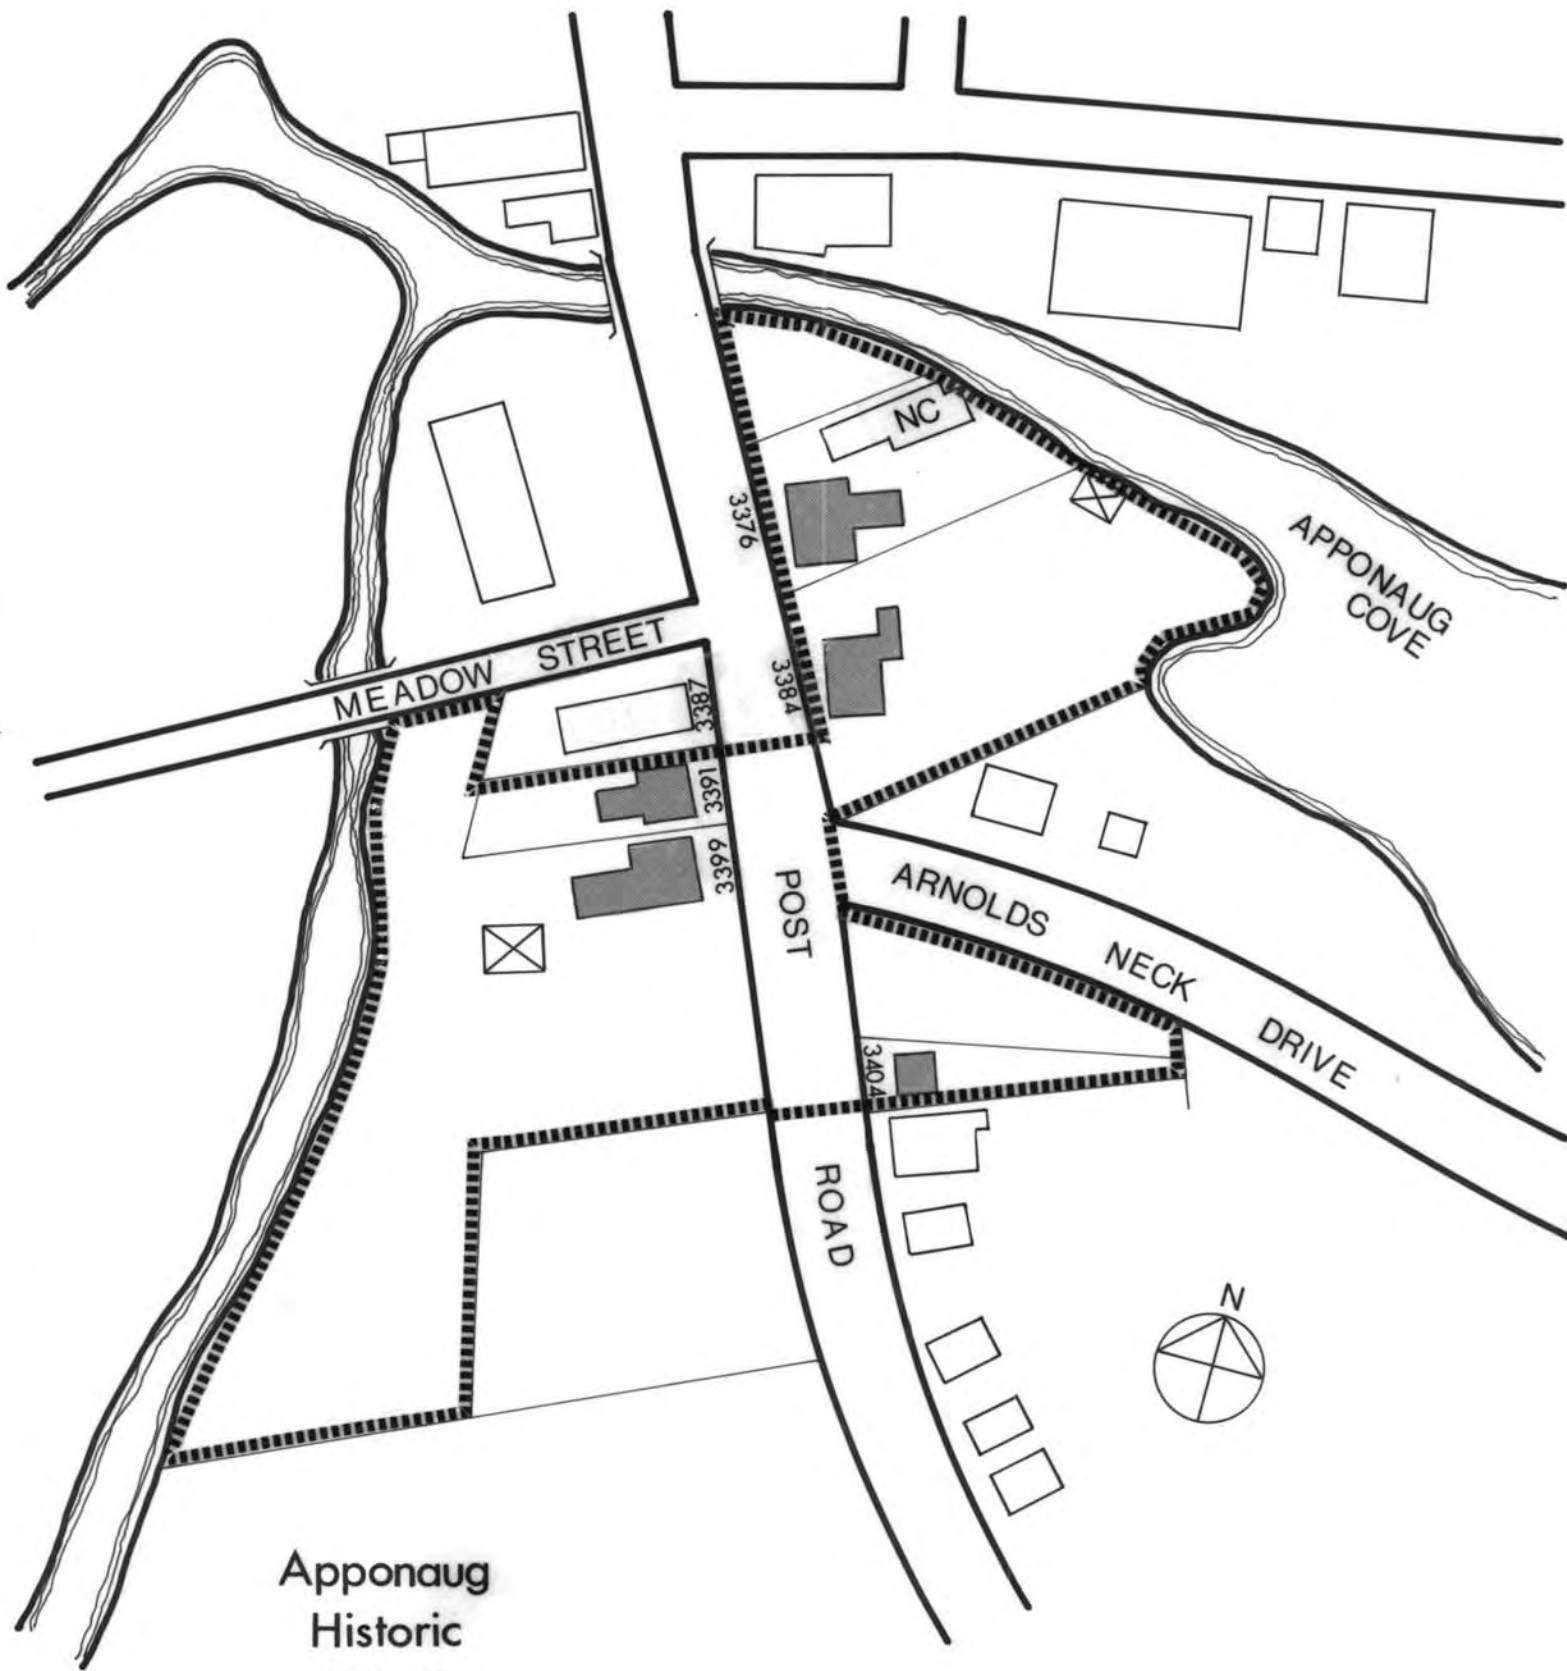 NC
3376
APPONAUG
COVE
MEADOW STREET
3387
3384
3391
3399
POST
ROAD
ARNOLDS NECK DRIVE
3404
N
Apponaug
Historic